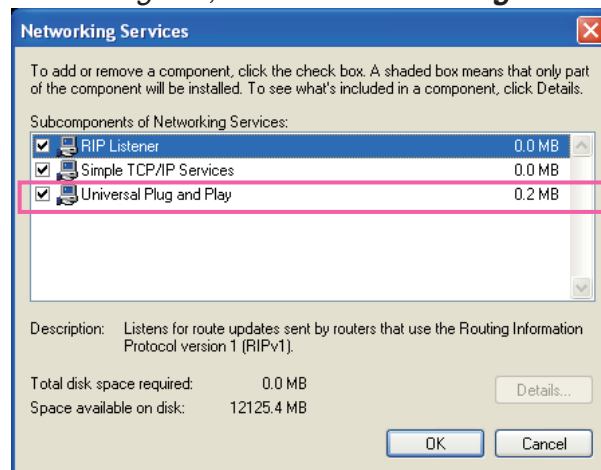 Networking Services
To add or remove a component, click the check box. A shaded box means that only part
of the component will be installed. To see what's included in a component, click Details.
Subcomponents of Networking Services:
RIP Listener 0.0 MB
Simple TCP/IP Services 0.0 MB
Universal Plug and Play 0.2 MB
Description: Listens for route updates sent by routers that use the Routing Information
Protocol version 1 (RIPv1).
Total disk space required: 0.0 MB
Details...
Space available on disk: 12125.4 MB
OK Cancel